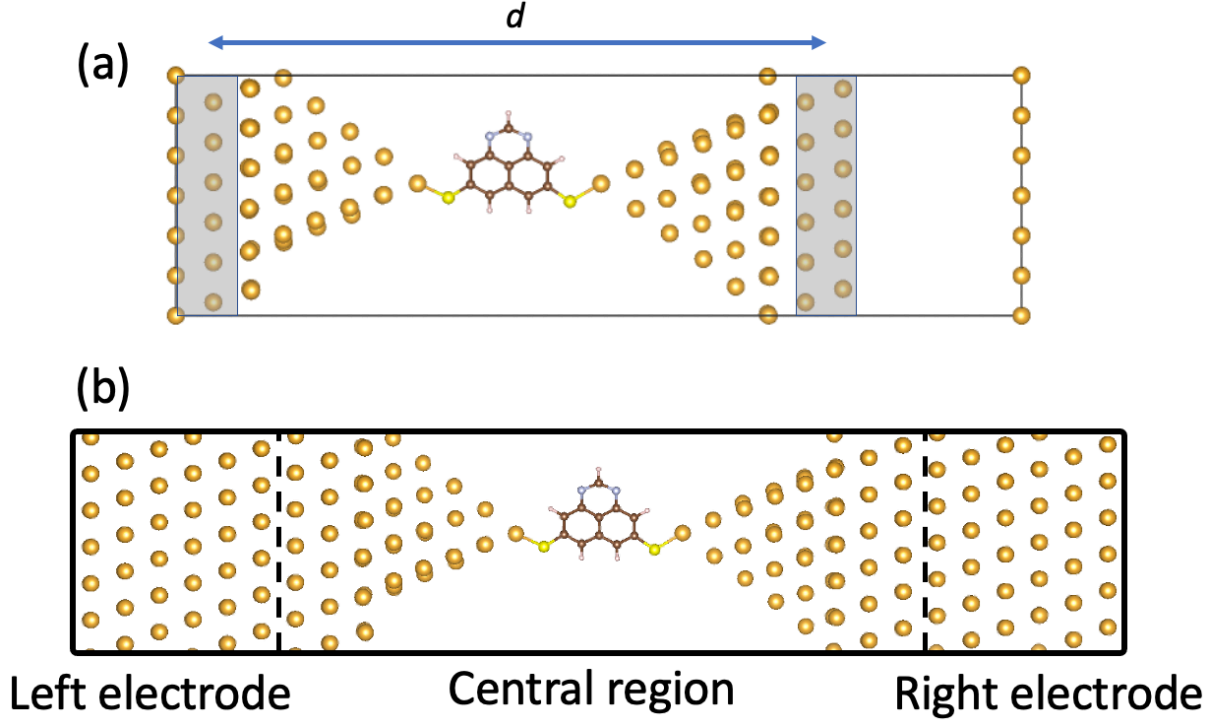 d
(a)
(b)
Left electrode
Central region
Right electrode